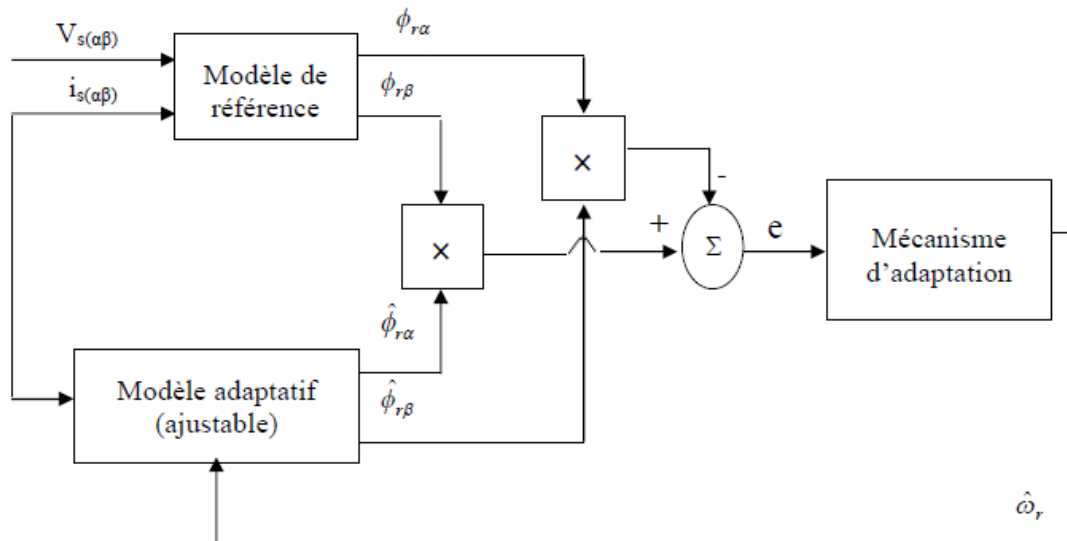 V_s(αβ)
i_s(αβ)
Modèle de
référence
ϕ_rα
ϕ_rβ
×
×
-
+
Σ
e
Mécanisme
d’adaptation
ϕ̂_rα
ϕ̂_rβ
Modèle adaptatif
(ajustable)
ω̂_r